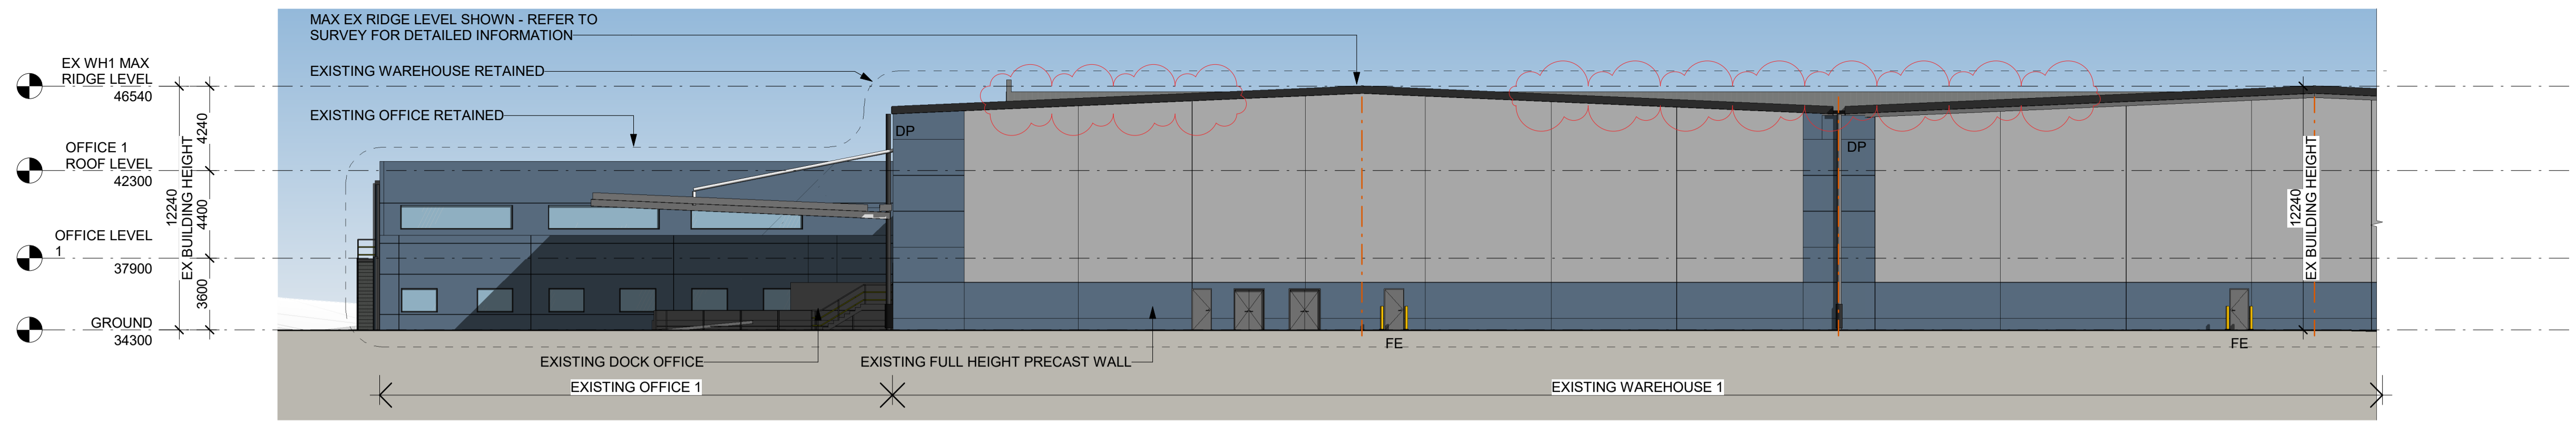 MAX EX RIDGE LEVEL SHOWN - REFER TO
SURVEY FOR DETAILED INFORMATION
EX WH1 MAX
RIDGE LEVEL
46540
EXISTING WAREHOUSE RETAINED
EXISTING OFFICE RETAINED
OFFICE 1
ROOF LEVEL
42300
OFFICE LEVEL
1
37900
GROUND
34300
12240
EX BUILDING HEIGHT
4240
4400
3600
DP
DP
12240
EX BUILDING HEIGHT
FE
FE
EXISTING DOCK OFFICE
EXISTING FULL HEIGHT PRECAST WALL
EXISTING OFFICE 1
EXISTING WAREHOUSE 1